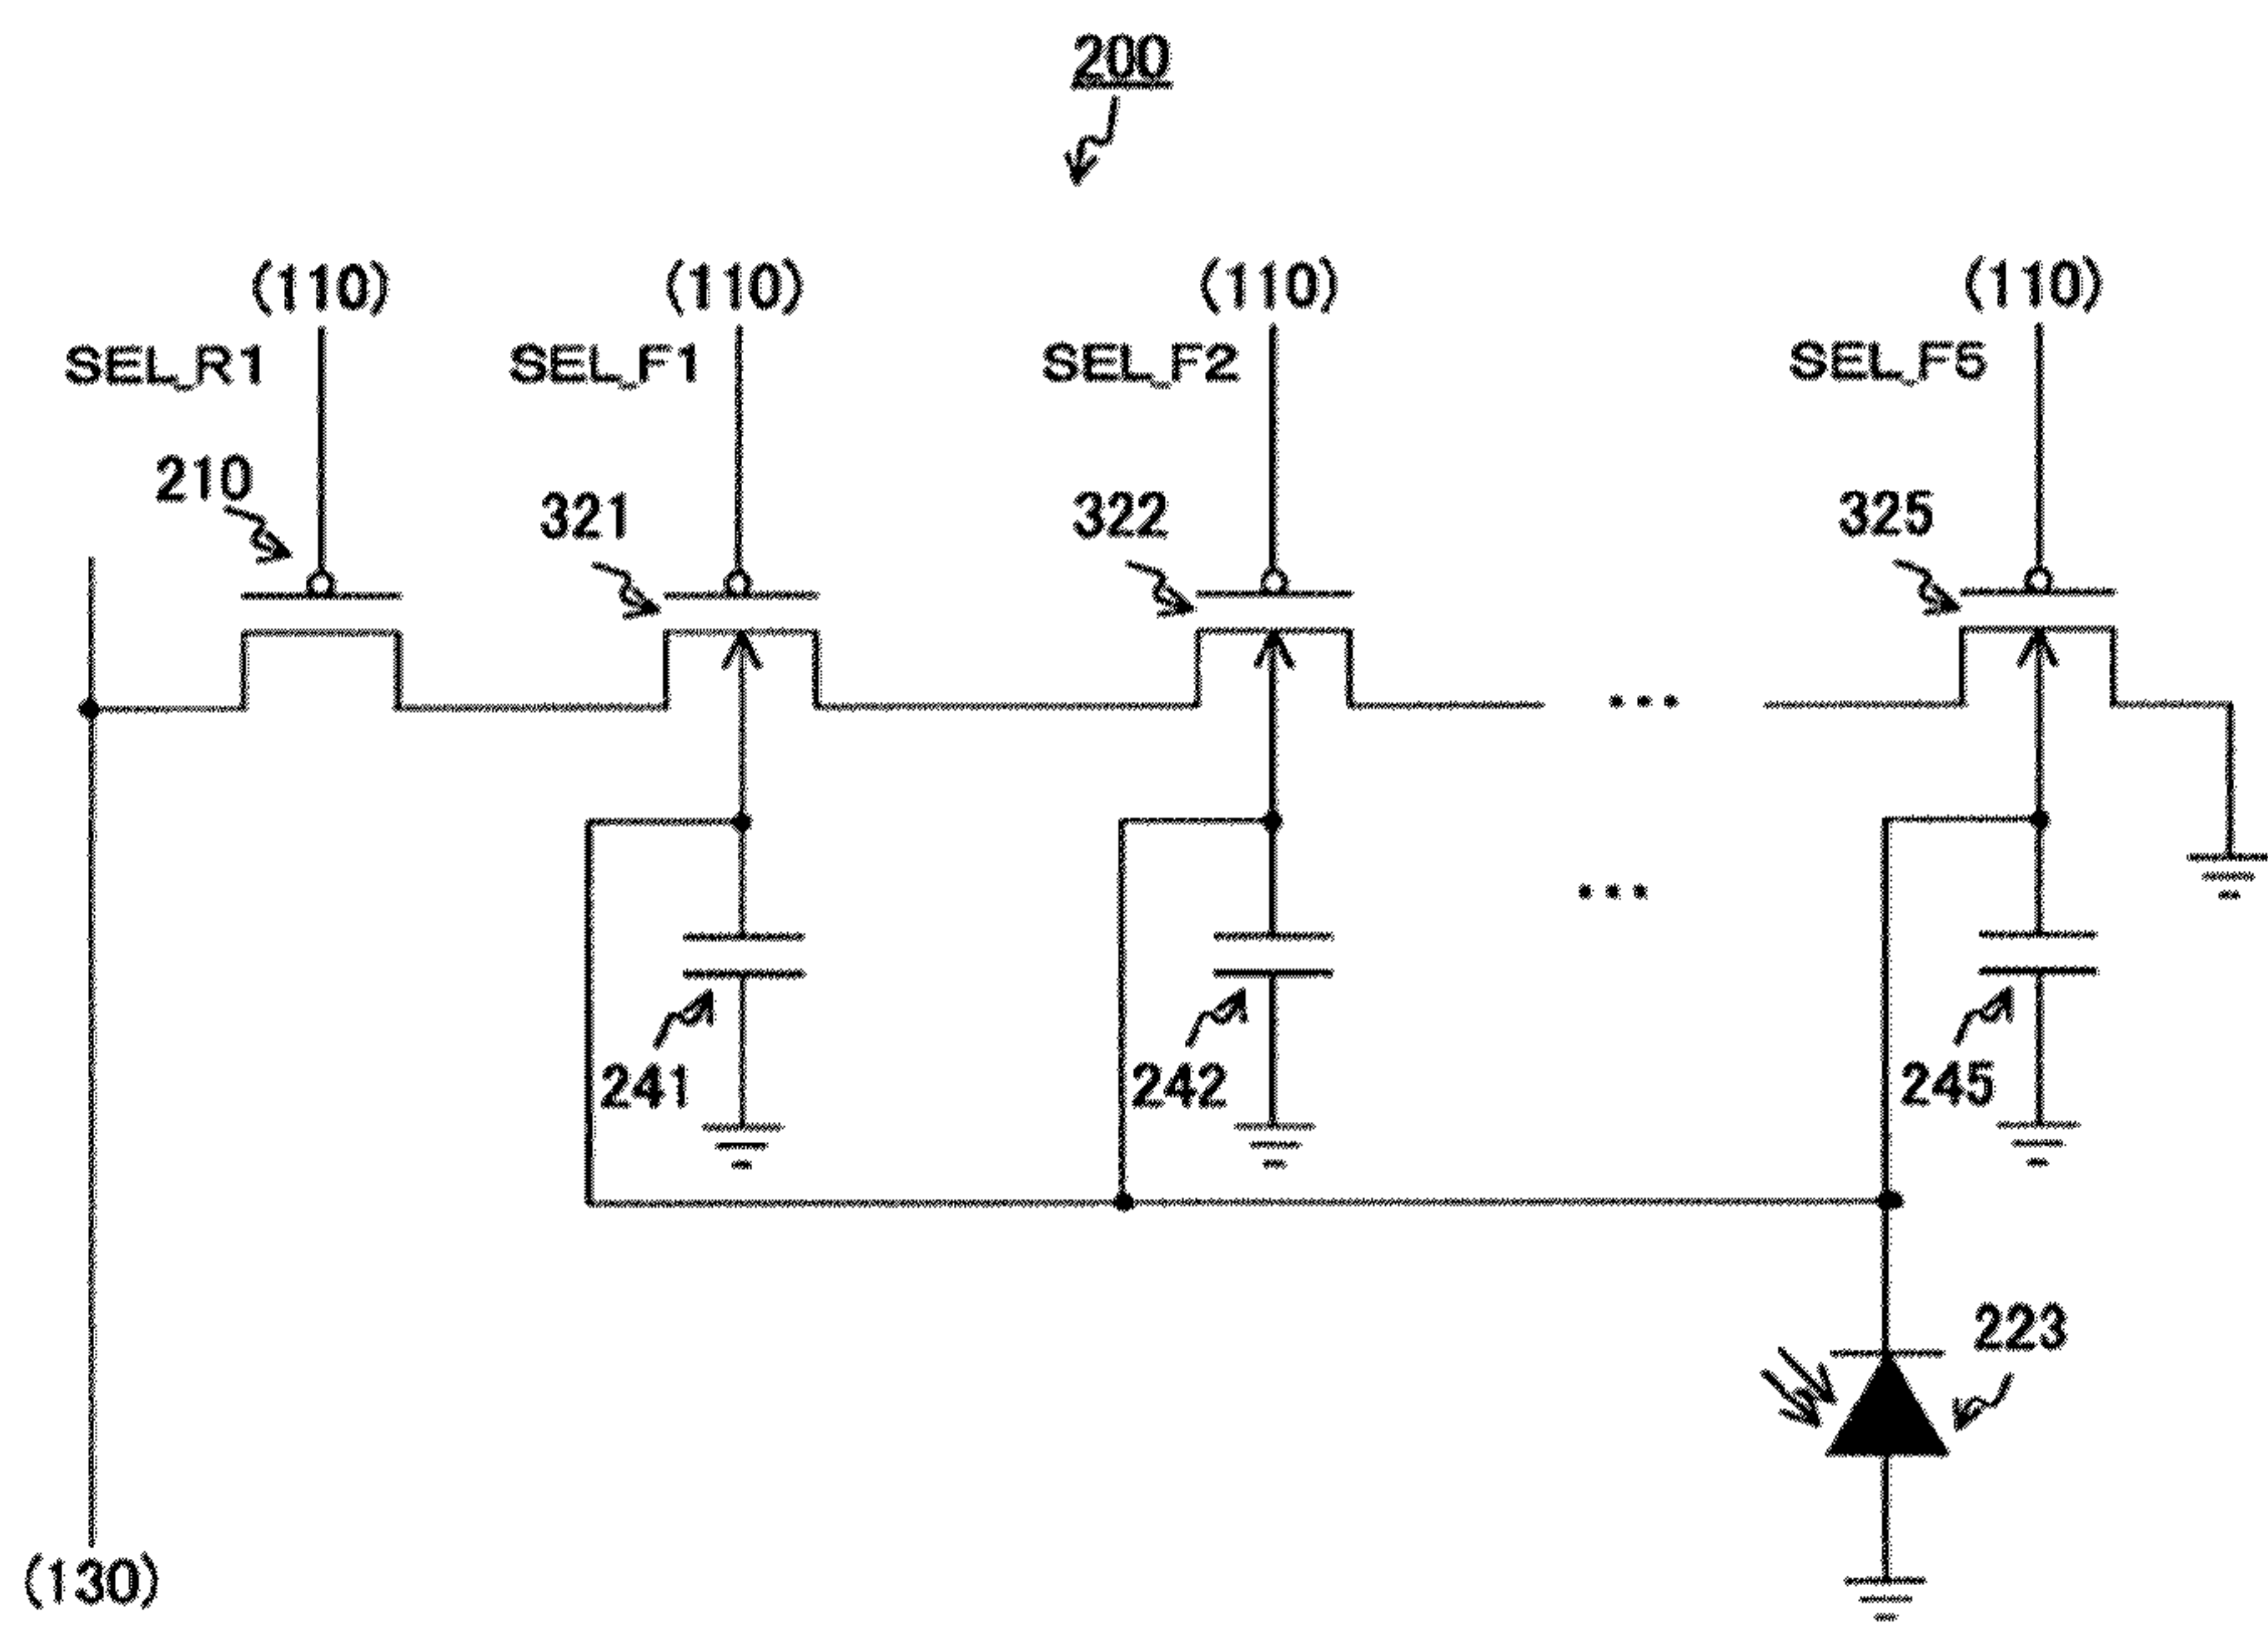 200
(110) (110) (110) (110)
SEL_R1 SEL_F1 SEL_F2 SEL_F5
210 321 322 325
... 
...
241 242 245
223
(130)